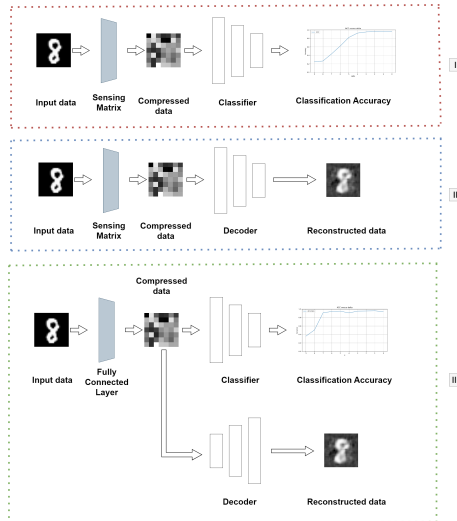 I
Input data
Sensing
Matrix
Compressed
data
Classifier
Classification Accuracy
II
Input data
Sensing
Matrix
Compressed
data
Decoder
Reconstructed data
Compressed
data
II
Input data
Fully
Connected
Layer
Classifier
Classification Accuracy
Decoder
Reconstructed data